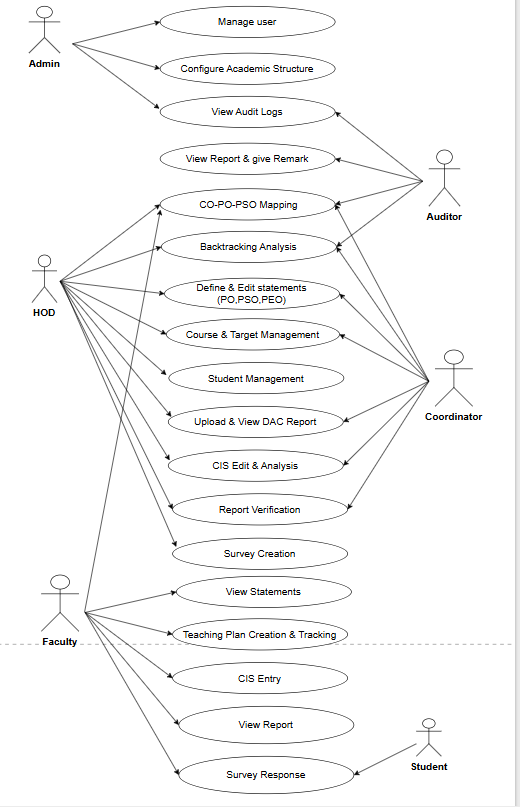 Manage user
Admin
Configure Academic Structure
View Audit Logs
View Report & give Remark
Auditor
CO-PO-PSO Mapping
Backtracking Analysis
HOD
Define & Edit statements
(PO,PSO,PEO)
Course & Target Management
Student Management
Coordinator
Upload & View DAC Report
CIS Edit & Analysis
Report Verification
Survey Creation
View Statements
Faculty
Teaching Plan Creation & Tracking
CIS Entry
View Report
Student
Survey Response